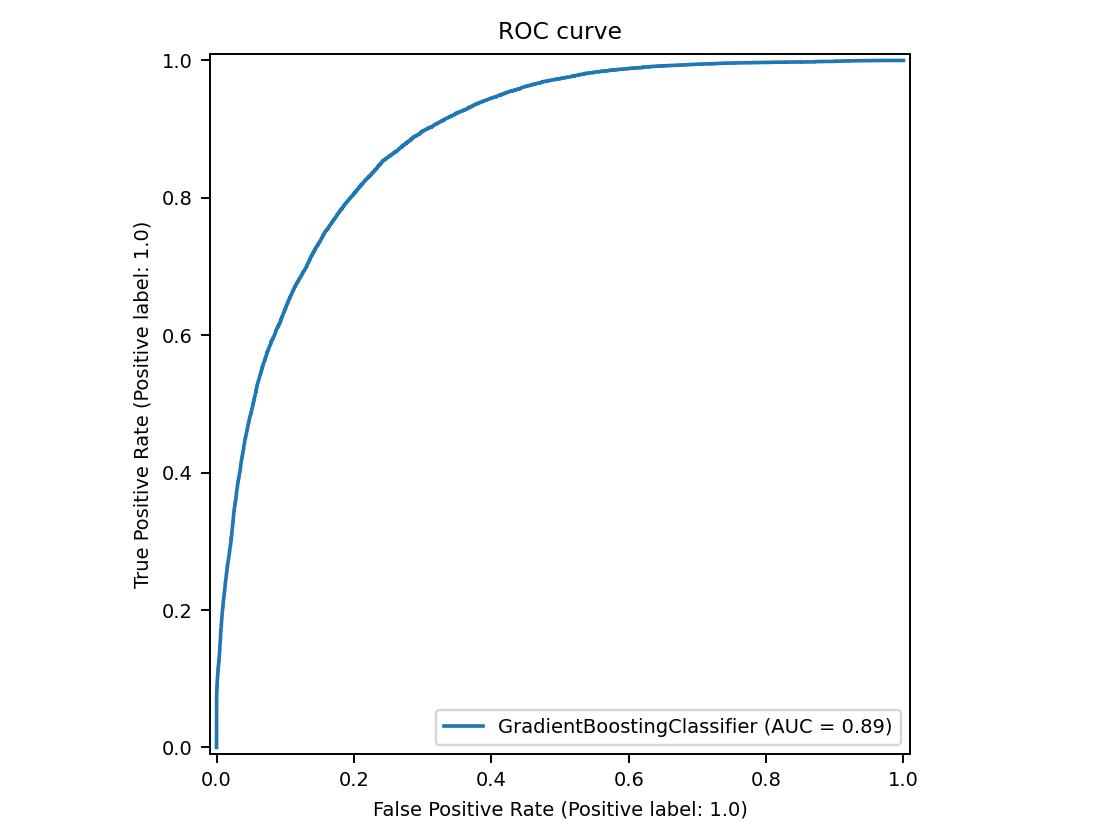 ROC curve
1.0
0.8
0.6
0.4
0.2
0.0
True Positive Rate (Positive label: 1.0)
GradientBoostingClassifier (AUC = 0.89)
0.0 0.2 0.4 0.6 0.8 1.0
False Positive Rate (Positive label: 1.0)